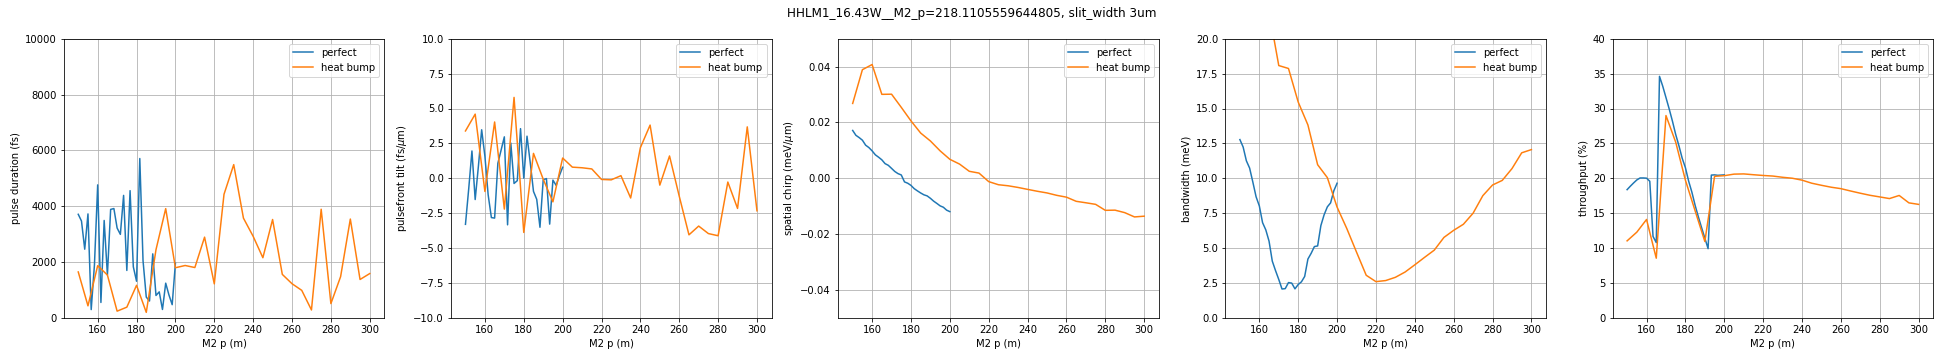 HHLM1_16.43W__M2_p=218.1105559644805, slit_width 3um
pulse duration (fs)
10000
8000
6000
4000
2000
0
perfect
heat bump
160 180 200 220 240 260 280 300
M2 p (m)
pulsefront tilt (fs/μm)
10.0
7.5
5.0
2.5
0.0
−2.5
−5.0
−7.5
−10.0
perfect
heat bump
160 180 200 220 240 260 280 300
M2 p (m)
spatial chirp (meV/μm)
0.04
0.02
0.00
−0.02
−0.04
perfect
heat bump
160 180 200 220 240 260 280 300
M2 p (m)
bandwidth (meV)
20.0
17.5
15.0
12.5
10.0
7.5
5.0
2.5
0.0
perfect
heat bump
160 180 200 220 240 260 280 300
M2 p (m)
throughput (%)
40
35
30
25
20
15
10
5
0
perfect
heat bump
160 180 200 220 240 260 280 300
M2 p (m)